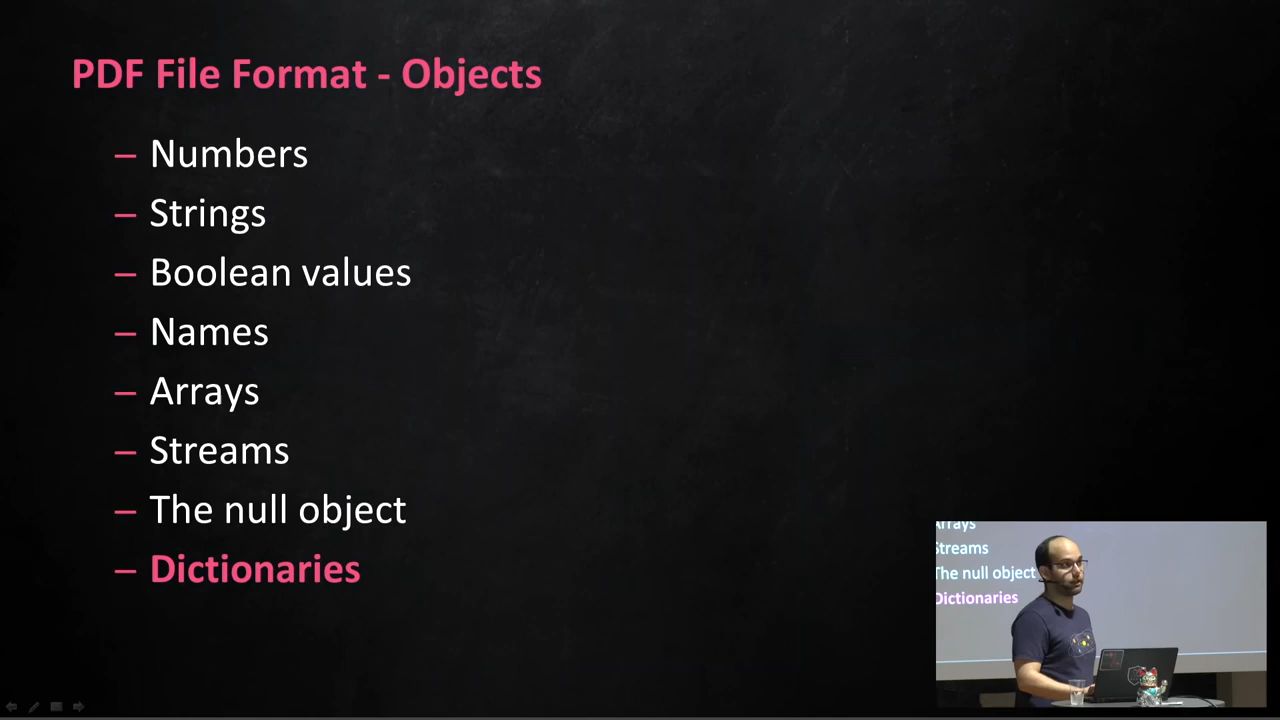 PDF File Format - Objects
– Numbers
– Strings
– Boolean values
– Names
– Arrays
– Streams
– The null object
– Dictionaries
Arrays
Streams
The null object
Dictionaries